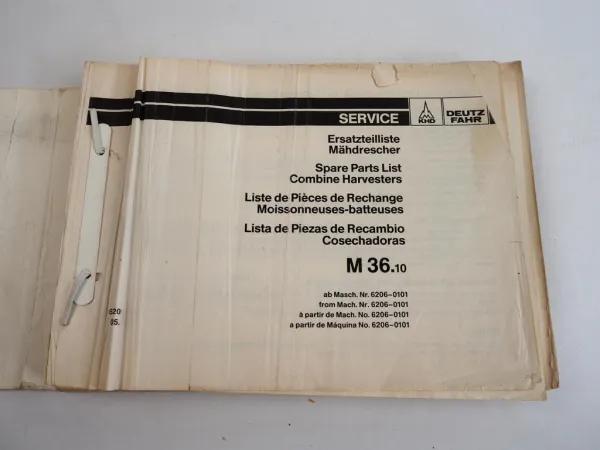 SERVICE
KHD
DEUTZ
FAHR
Ersatzteilliste
Mähdrescher
Spare Parts List
Combine Harvesters
Liste de Pièces de Rechange
Moissonneuses-batteuses
Lista de Piezas de Recambio
Cosechadoras
M 36.10
ab Masch. Nr. 6206-0101
from Mach. Nr. 6206-0101
à partir de Mach. No. 6206-0101
a partir de Máquina No. 6206-0101
620
05.